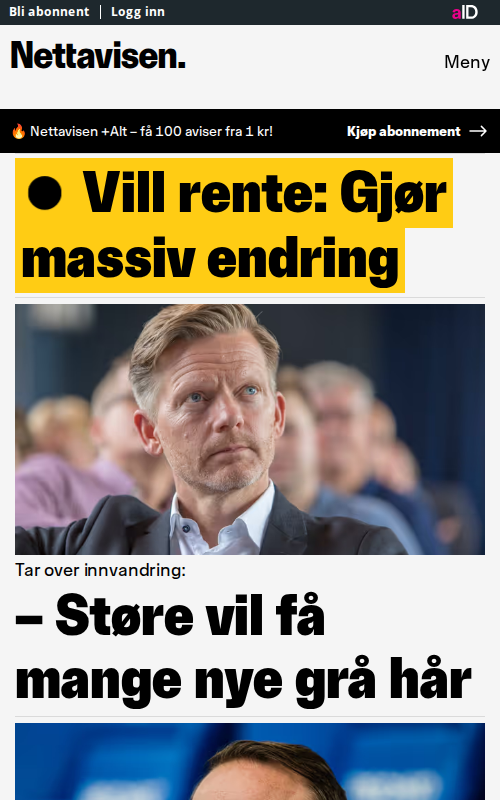 Bli abonnent | Logg inn
aID
Nettavisen.
Meny
🔥 Nettavisen +Alt – få 100 aviser fra 1 kr!
Kjøp abonnement →
● Vill rente: Gjør
massiv endring
Tar over innvandring:
– Støre vil få
mange nye grå hår